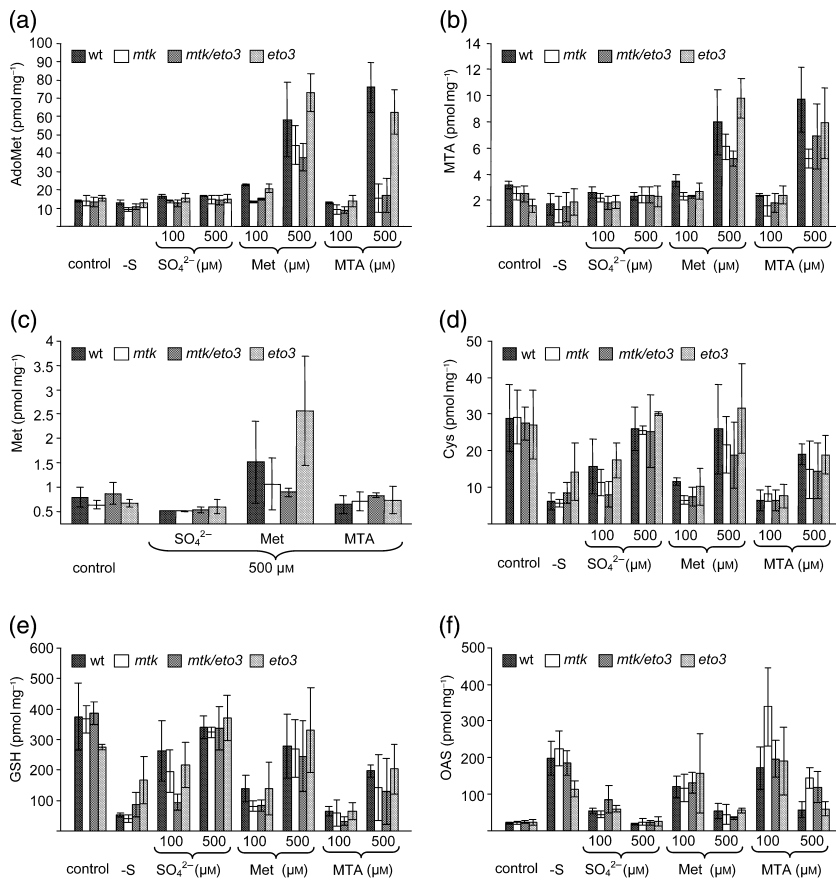 (a)
100
90
80
70
60
50
40
30
20
10
AdoMet (pmol mg⁻¹)
wt mtk mtk/eto3 eto3
100 500 100 500 100 500
control -S SO₄²⁻(µM) Met (µM) MTA (µM)
(b)
14
12
10
8
6
4
2
MTA (pmol mg⁻¹)
wt mtk mtk/eto3 eto3
100 500 100 500 100 500
control -S SO₄²⁻(µM) Met (µM) MTA (µM)
(c)
4
3.5
3
2.5
2
1.5
1
0.5
Met (pmol mg⁻¹)
wt mtk mtk/eto3 eto3
SO₄²⁻ Met MTA
control 500 µM
(d)
50
40
30
20
10
Cys (pmol mg⁻¹)
wt mtk mtk/eto3 eto3
100 500 100 500 100 500
control -S SO₄²⁻(µM) Met (µM) MTA (µM)
(e)
600
500
400
300
200
100
GSH (pmol mg⁻¹)
wt mtk mtk/eto3 eto3
100 500 100 500 100 500
control -S SO₄²⁻(µM) Met (µM) MTA (µM)
(f)
500
400
300
200
100
OAS (pmol mg⁻¹)
wt mtk mtk/eto3 eto3
100 500 100 500 100 500
control -S SO₄²⁻(µM) Met (µM) MTA (µM)